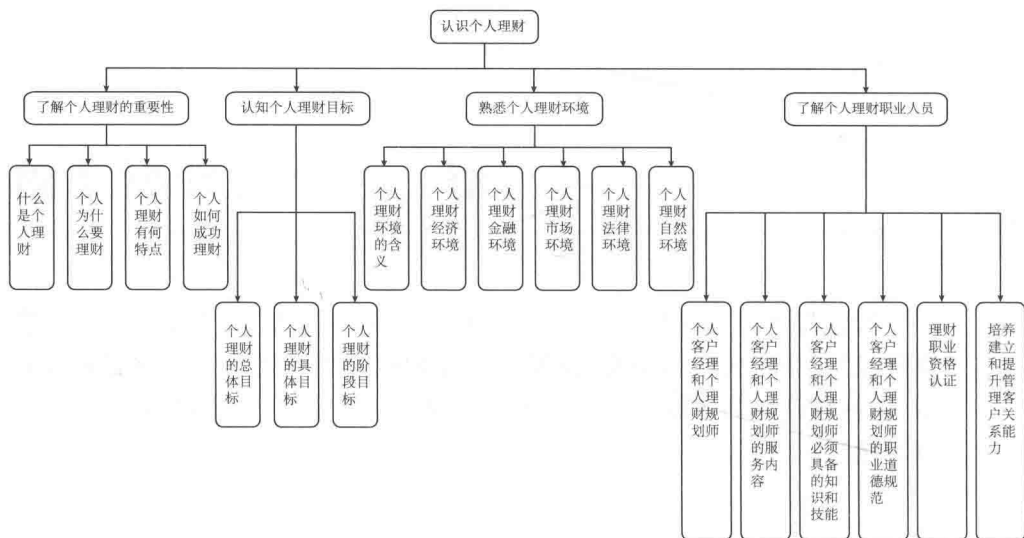 认识个人理财
了解个人理财的重要性
认知个人理财目标
熟悉个人理财环境
了解个人理财职业人员
什么
是个
人理
财
个人
为什
么要
理财
个人
理财
有何
特点
个人
如何
成功
理财
个人
理财
环境
的含
义
个人
理财
经济
环境
个人
理财
金融
环境
个人
理财
市场
环境
个人
理财
法律
环境
个人
理财
自然
环境
个人
理财
的总
体目
标
个人
理财
的具
体目
标
个人
理财
的阶
段目
标
个人
客户
经理
和个
人理
财规
划师
个人
客户
经理
和个
人理
财规
划师
的服
务内
容
个人
客户
经理
和个
人理
财规
划师
必须
具备
的知
识和
技能
个人
客户
经理
和个
人理
财规
划师
的职
业道
德规
范
理财
职业
资格
认证
培养
建立
和提
升管
理客
户关
系能
力